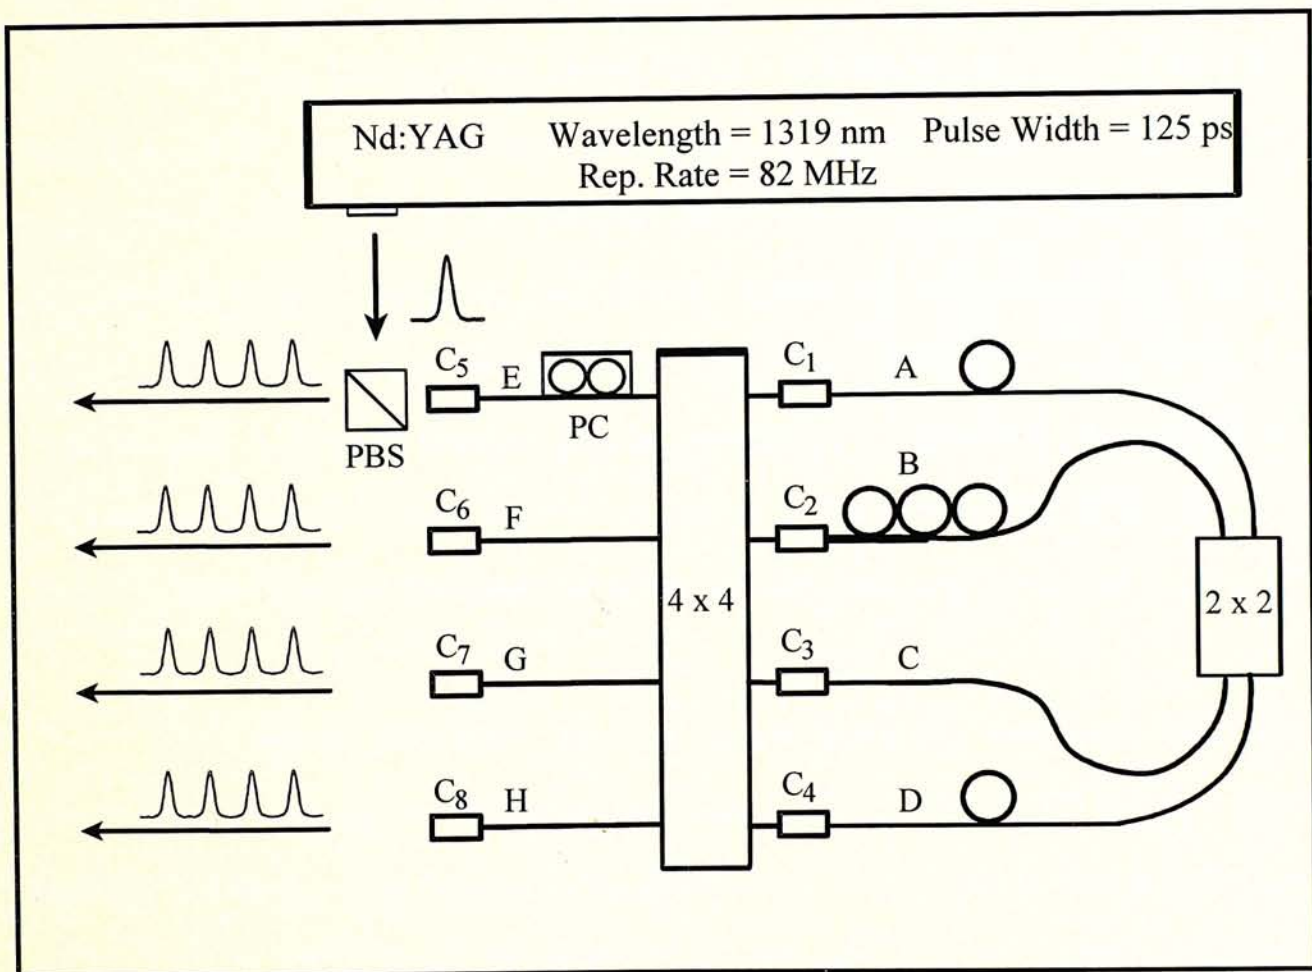 Nd:YAG Wavelength = 1319 nm Pulse Width = 125 ps
Rep. Rate = 82 MHz
C5 E C1 A
PC
PBS
B
C6 F C2
4 x 4 2 x 2
C7 G C3 C
C8 H C4 D